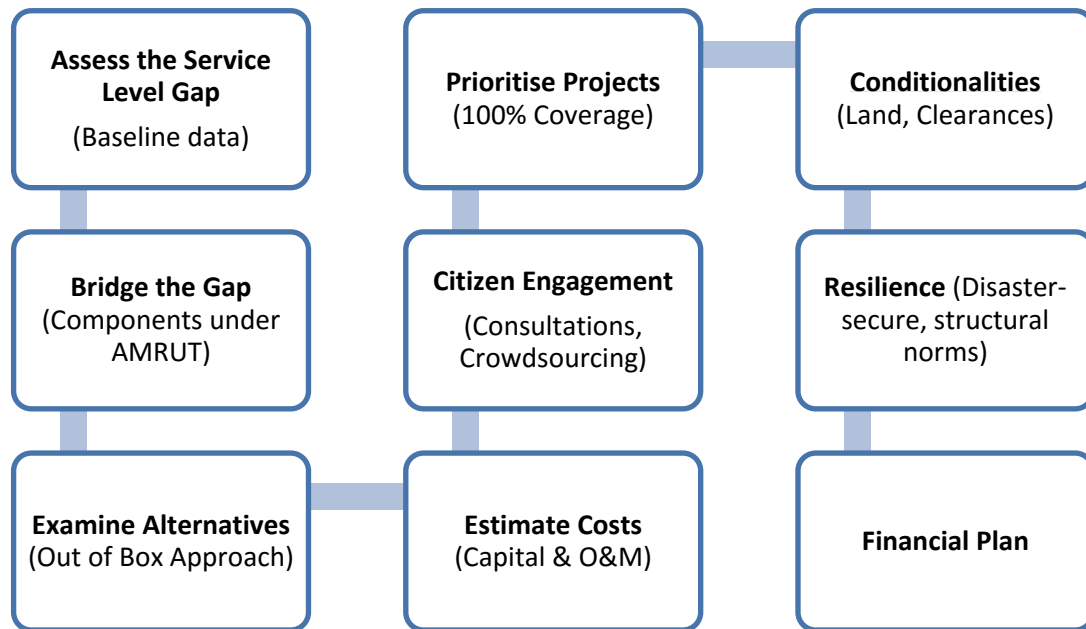 Assess the Service
Level Gap
(Baseline data)
Bridge the Gap
(Components under
AMRUT)
Examine Alternatives
(Out of Box Approach)
Estimate Costs
(Capital & O&M)
Citizen Engagement
(Consultations,
Crowdsourcing)
Prioritise Projects
(100% Coverage)
Conditionalities
(Land, Clearances)
Resilience (Disaster-
secure, structural
norms)
Financial Plan